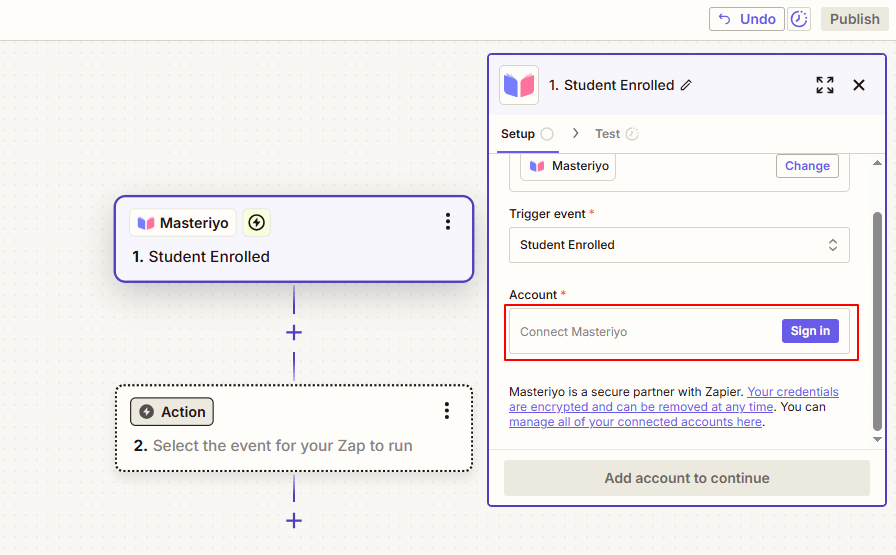 Undo
Publish
1. Student Enrolled
Setup
Test
Masteriyo
Change
Trigger event *
Student Enrolled
Account *
Connect Masteriyo
Sign in
Masteriyo is a secure partner with Zapier. Your credentials
are encrypted and can be removed at any time. You can
manage all of your connected accounts here.
Add account to continue
Masteriyo
1. Student Enrolled
Action
2. Select the event for your Zap to run